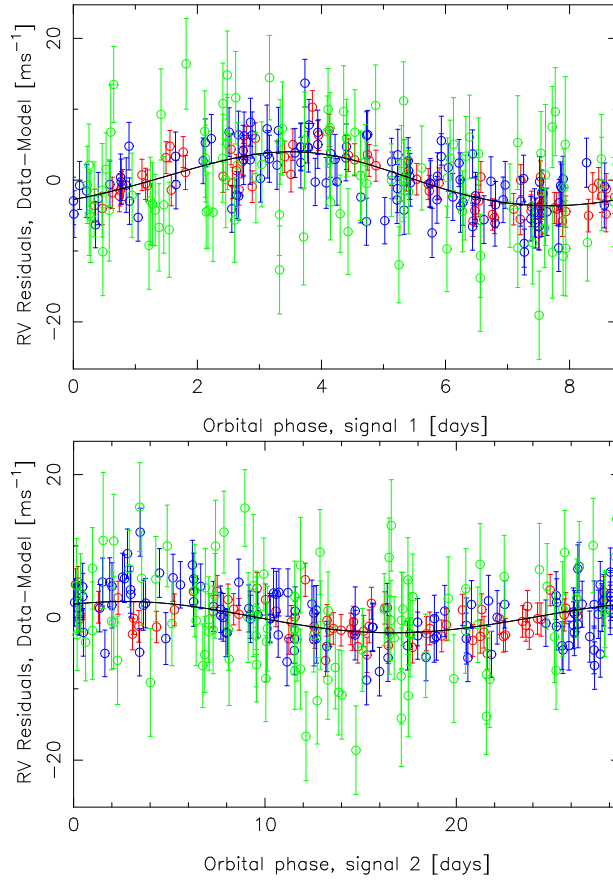 20
0
−20
RV Residuals, Data−Model [ms⁻¹]
0 2 4 6 8
Orbital phase, signal 1 [days]
20
0
−20
RV Residuals, Data−Model [ms⁻¹]
0 10 20
Orbital phase, signal 2 [days]